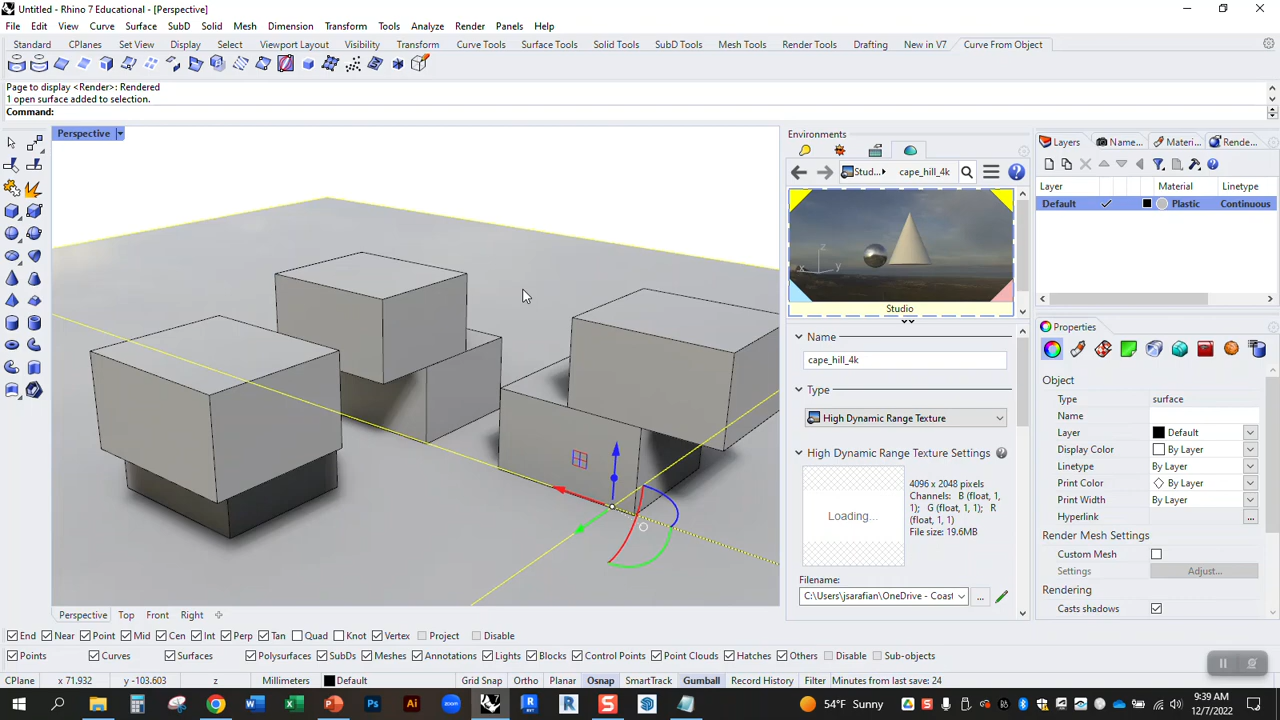 Untitled - Rhino 7 Educational - [Perspective]
File Edit View Curve Surface SubD Solid Mesh Dimension Transform Tools Analyze Render Panels Help
Standard CPlanes Set View Display Select Viewport Layout Visibility Transform Curve Tools Surface Tools Solid Tools SubD Tools Mesh Tools Render Tools Drafting New in V7 Curve From Object
Page to display <Render>: Rendered
1 open surface added to selection.
Command:
Perspective
Environments
Layers Name... Materi... Rende...
Stud... cape_hill_4k
Layer Material Linetype
Default Plastic Continuous
z
x y
Studio
Name
cape_hill_4k
Type
High Dynamic Range Texture
High Dynamic Range Texture Settings
Loading...
4096 x 2048 pixels
Channels: B (float, 1,
1); G (float, 1, 1); R
(float, 1, 1)
File size: 19.6MB
Filename:
C:\Users\jsarafian\OneDrive - Coast ...
Properties
Object
Type surface
Name
Layer Default
Display Color By Layer
Linetype By Layer
Print Color By Layer
Print Width By Layer
Hyperlink ...
Render Mesh Settings
Custom Mesh
Settings Adjust...
Rendering
Casts shadows
Perspective Top Front Right
End Near Point Mid Cen Int Perp Tan Quad Knot Vertex Project Disable
Points Curves Surfaces Polysurfaces SubDs Meshes Annotations Lights Blocks Control Points Point Clouds Hatches Others Disable Sub-objects
CPlane x 71.932 y -103.603 z Millimeters Default Grid Snap Ortho Planar Osnap SmartTrack Gumball Record History Filter Minutes from last save: 24
54°F Sunny
9:39 AM
12/7/2022